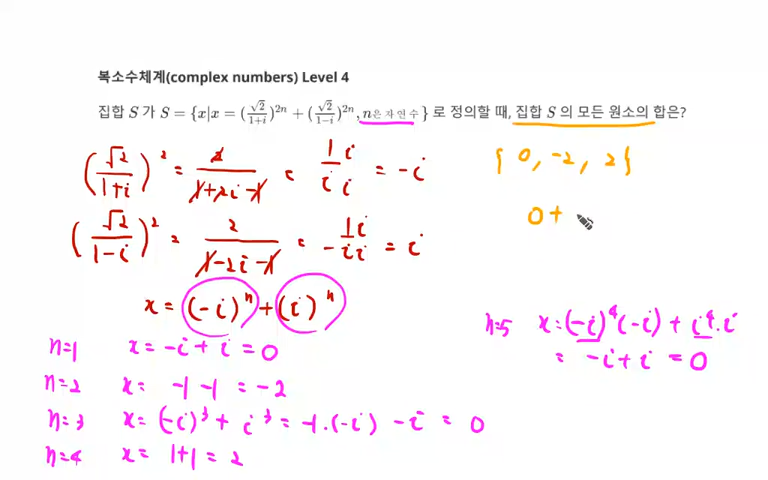 복소수체계(complex numbers) Level 4
집합 S 가 S = {x|x = (√2/(1+i))^{2n} + (√2/(1−i))^{2n}, n은 자연수} 로 정의할 때, 집합 S 의 모든 원소의 합은?
(√2/(1+i))² = 2/(1+2i−1) = 1i/(i i) = −i
{ 0, −2, 2}
0 +
(√2/(1−i))² = 2/(1−2i−1) = 1i/(−i i) = i
x = (−i)ⁿ + (i)ⁿ
n=1 x = −i + i = 0
n=2 x = −1 −1 = −2
n=3 x = (−i)³ + i³ = −1·(−i) − i = 0
n=4 x = 1+1 = 2
n=5 x = (−i)⁴(−i) + i⁴·i
= −i + i = 0